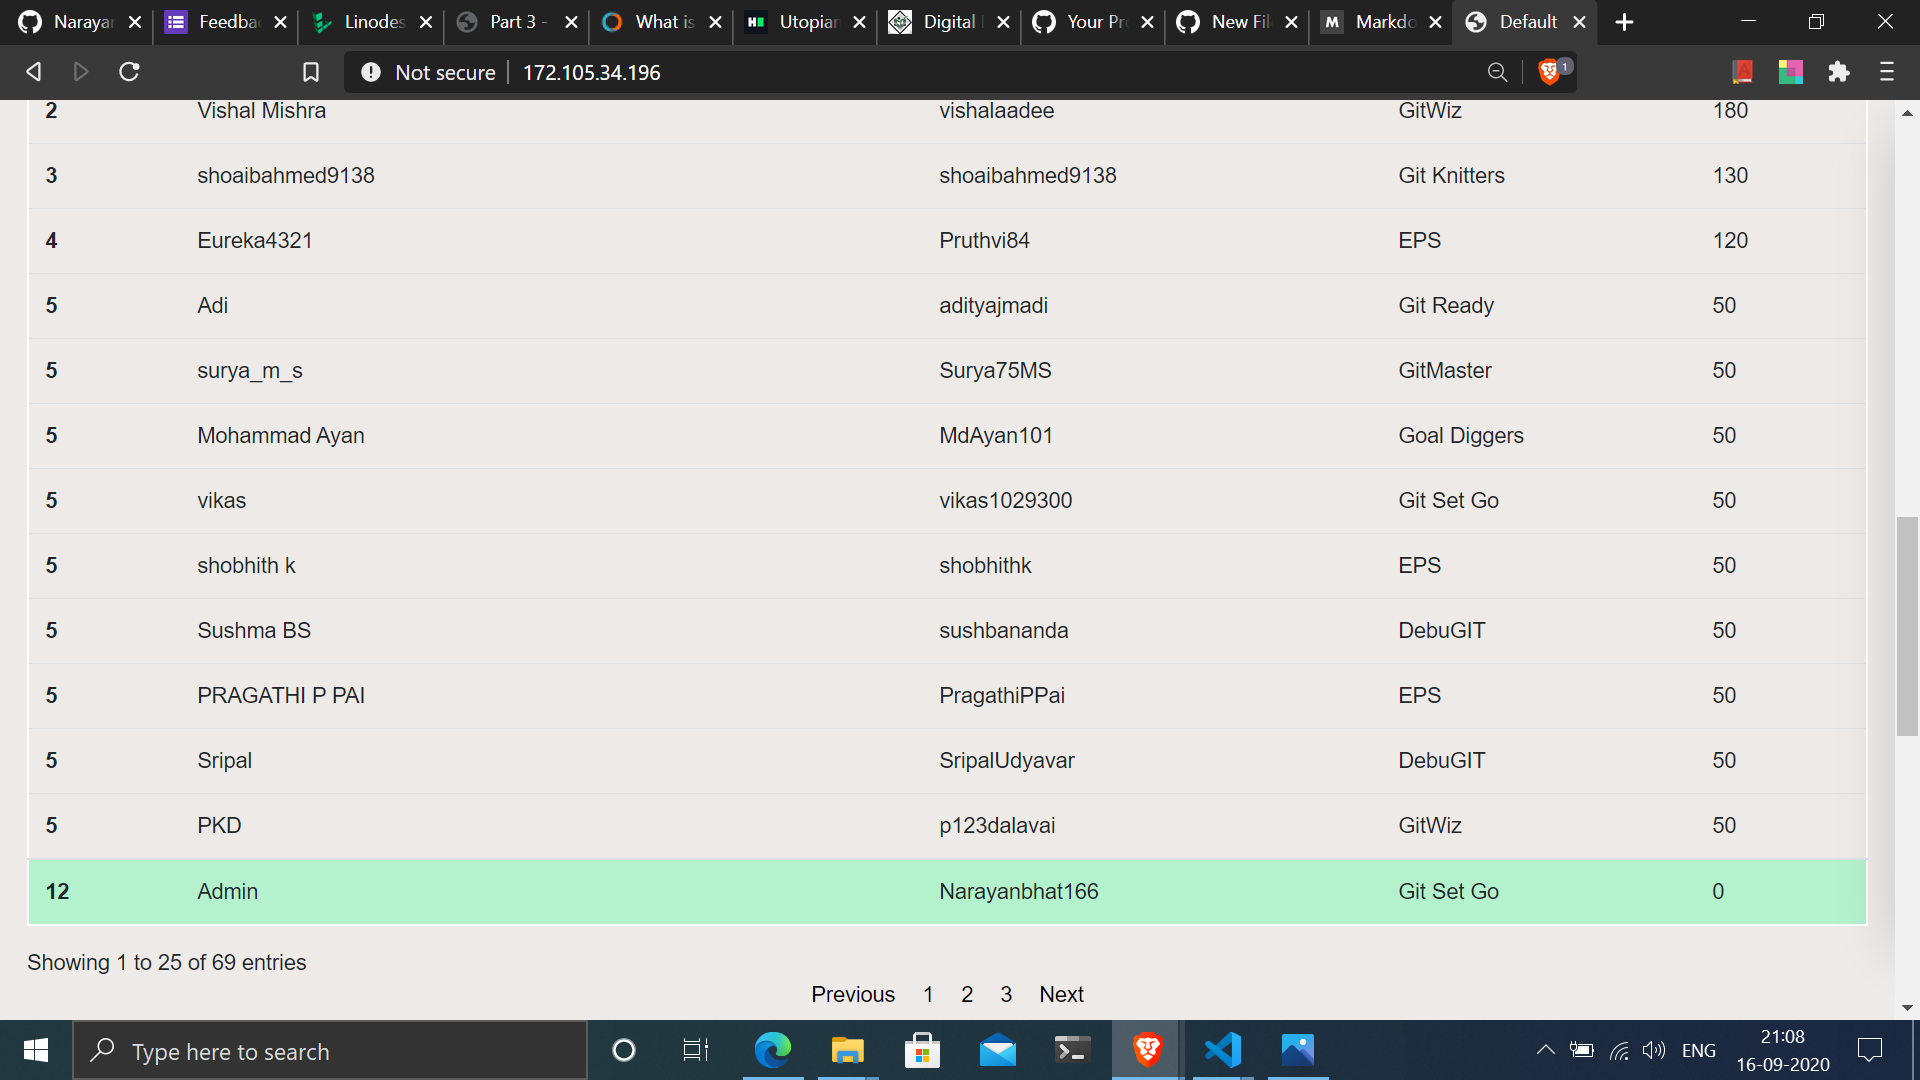 Narayan Feedba Linodes Part 3 - What is Utopian Digital Your Pr New Fil Markdo Default
Not secure 172.105.34.196 1
2 Vishal Mishra vishalaadee GitWiz 180
3 shoaibahmed9138 shoaibahmed9138 Git Knitters 130
4 Eureka4321 Pruthvi84 EPS 120
5 Adi adityajmadi Git Ready 50
5 surya_m_s Surya75MS GitMaster 50
5 Mohammad Ayan MdAyan101 Goal Diggers 50
5 vikas vikas1029300 Git Set Go 50
5 shobhith k shobhithk EPS 50
5 Sushma BS sushbananda DebuGIT 50
5 PRAGATHI P PAI PragathiPPai EPS 50
5 Sripal SripalUdyavar DebuGIT 50
5 PKD p123dalavai GitWiz 50
12 Admin Narayanbhat166 Git Set Go 0
Showing 1 to 25 of 69 entries
Previous 1 2 3 Next
Type here to search ENG 21:08
16-09-2020